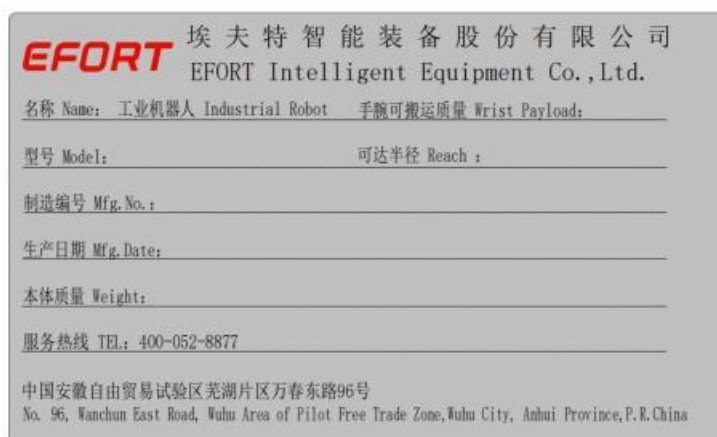 EFORT 埃夫特智能装备股份有限公司
EFORT Intelligent Equipment Co.,Ltd.
名称 Name: 工业机器人 Industrial Robot 手腕可搬运质量 Wrist Payload:
型号 Model: 可达半径 Reach :
制造编号 Mfg.No.:
生产日期 Mfg.Date:
本体质量 Weight:
服务热线 TEL: 400-052-8877
中国安徽自由贸易试验区芜湖片区万春东路96号
No. 96, Wanchun East Road, Wuhu Area of Pilot Free Trade Zone,Wuhu City, Anhui Province,P.R.China